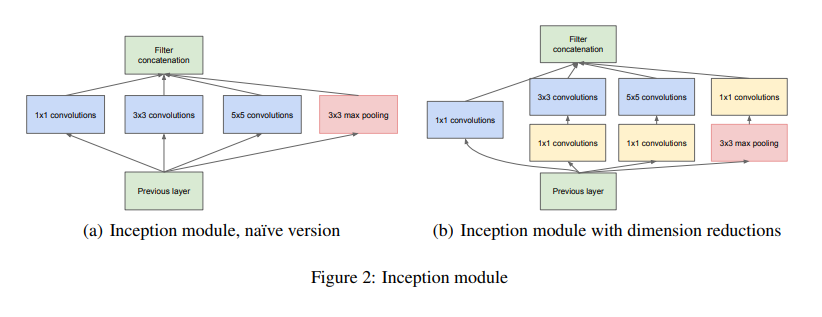 Filter
concatenation
1x1 convolutions
3x3 convolutions
5x5 convolutions
3x3 max pooling
Previous layer
(a) Inception module, naïve version
Filter
concatenation
3x3 convolutions
5x5 convolutions
1x1 convolutions
1x1 convolutions
1x1 convolutions
1x1 convolutions
3x3 max pooling
Previous layer
(b) Inception module with dimension reductions
Figure 2: Inception module